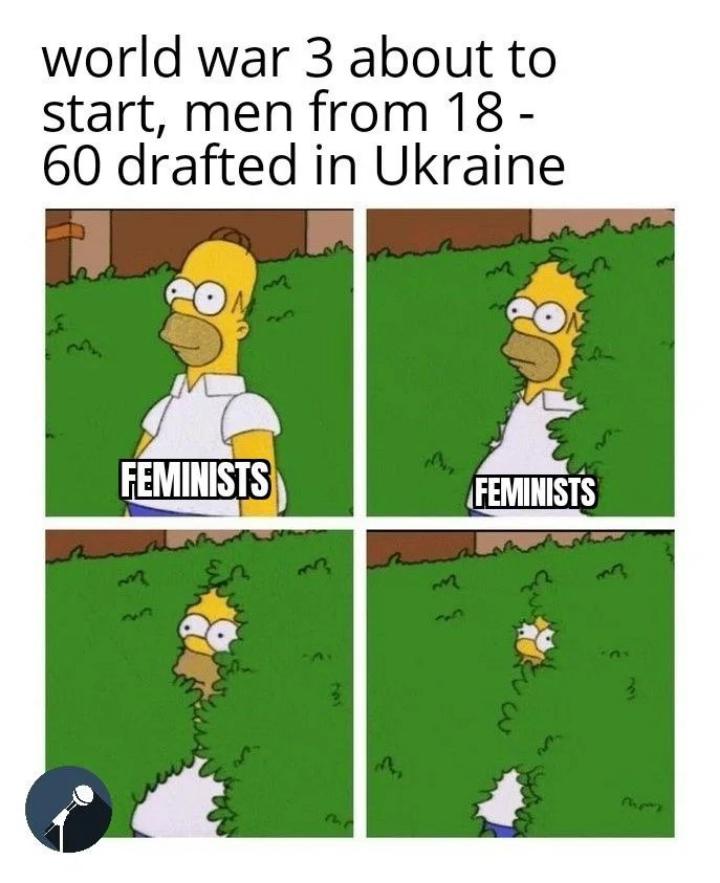 world war 3 about to
start, men from 18 -
60 drafted in Ukraine
FEMINISTS
FEMINISTS